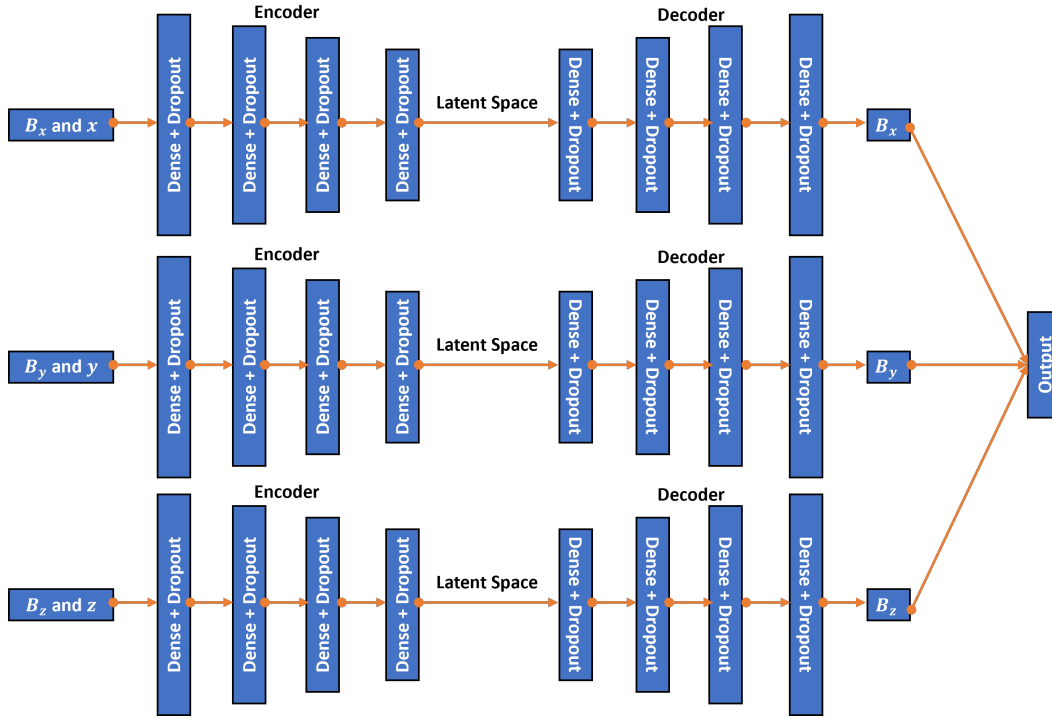 Encoder
Decoder
B_x and x
Dense + Dropout
Dense + Dropout
Dense + Dropout
Dense + Dropout
Latent Space
Dense + Dropout
Dense + Dropout
Dense + Dropout
Dense + Dropout
B_x
Encoder
Decoder
B_y and y
Dense + Dropout
Dense + Dropout
Dense + Dropout
Dense + Dropout
Latent Space
Dense + Dropout
Dense + Dropout
Dense + Dropout
Dense + Dropout
B_y
Output
Encoder
Decoder
B_z and z
Dense + Dropout
Dense + Dropout
Dense + Dropout
Dense + Dropout
Latent Space
Dense + Dropout
Dense + Dropout
Dense + Dropout
Dense + Dropout
B_z